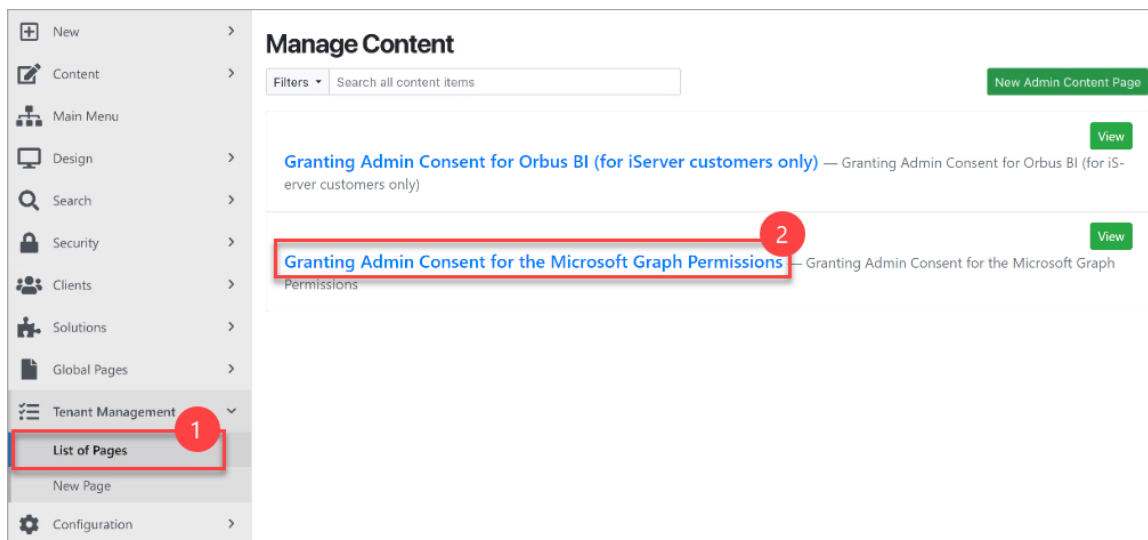 New
Content
Main Menu
Design
Search
Security
Clients
Solutions
Global Pages
Tenant Management
1
List of Pages
New Page
Configuration
Manage Content
Filters
Search all content items
New Admin Content Page
View
Granting Admin Consent for Orbus BI (for iServer customers only) — Granting Admin Consent for Orbus BI (for iS-
erver customers only)
2
View
Granting Admin Consent for the Microsoft Graph Permissions — Granting Admin Consent for the Microsoft Graph
Permissions